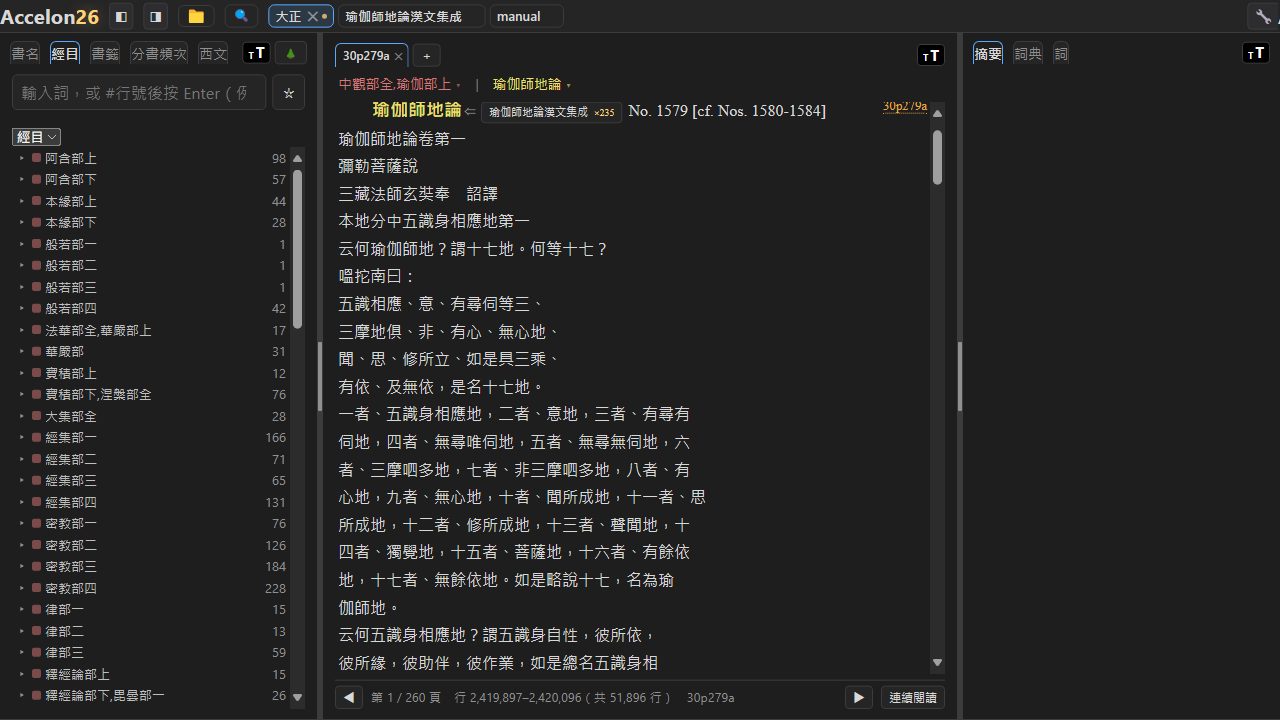 Accelon26
大正
瑜伽師地論漢文集成
manual
書名
經目
書籤
分書頻次
西文
TT
輸入詞，或 #行號後按 Enter ( 例
☆
經目
阿含部上 98
阿含部下 57
本緣部上 44
本緣部下 28
般若部一 1
般若部二 1
般若部三 1
般若部四 42
法華部全,華嚴部上 17
華嚴部 31
寶積部上 12
寶積部下,涅槃部全 76
大集部全 28
經集部一 166
經集部二 71
經集部三 65
經集部四 131
密教部一 76
密教部二 126
密教部三 184
密教部四 228
律部一 15
律部二 13
律部三 59
釋經論部上 15
釋經論部下,毘曇部一 26
30p279a
+
TT
中觀部全,瑜伽部上 | 瑜伽師地論
瑜伽師地論⇐ 瑜伽師地論漢文集成 ×235 No. 1579 [cf. Nos. 1580-1584] 30p279a
瑜伽師地論卷第一
彌勒菩薩說
三藏法師玄奘奉　詔譯
本地分中五識身相應地第一
云何瑜伽師地？謂十七地。何等十七？
嗢拕南曰：
五識相應、意、有尋伺等三、
三摩地俱、非、有心、無心地、
聞、思、修所立、如是具三乘、
有依、及無依，是名十七地。
一者、五識身相應地，二者、意地，三者、有尋有
伺地，四者、無尋唯伺地，五者、無尋無伺地，六
者、三摩呬多地，七者、非三摩呬多地，八者、有
心地，九者、無心地，十者、聞所成地，十一者、思
所成地，十二者、修所成地，十三者、聲聞地，十
四者、獨覺地，十五者、菩薩地，十六者、有餘依
地，十七者、無餘依地。如是略說十七，名為瑜
伽師地。
云何五識身相應地？謂五識身自性，彼所依，
彼所緣，彼助伴，彼作業，如是總名五識身相
第 1 / 260 頁 行 2,419,897–2,420,096 ( 共 51,896 行 ) 30p279a
連續閱讀
摘要
詞典
詞
TT